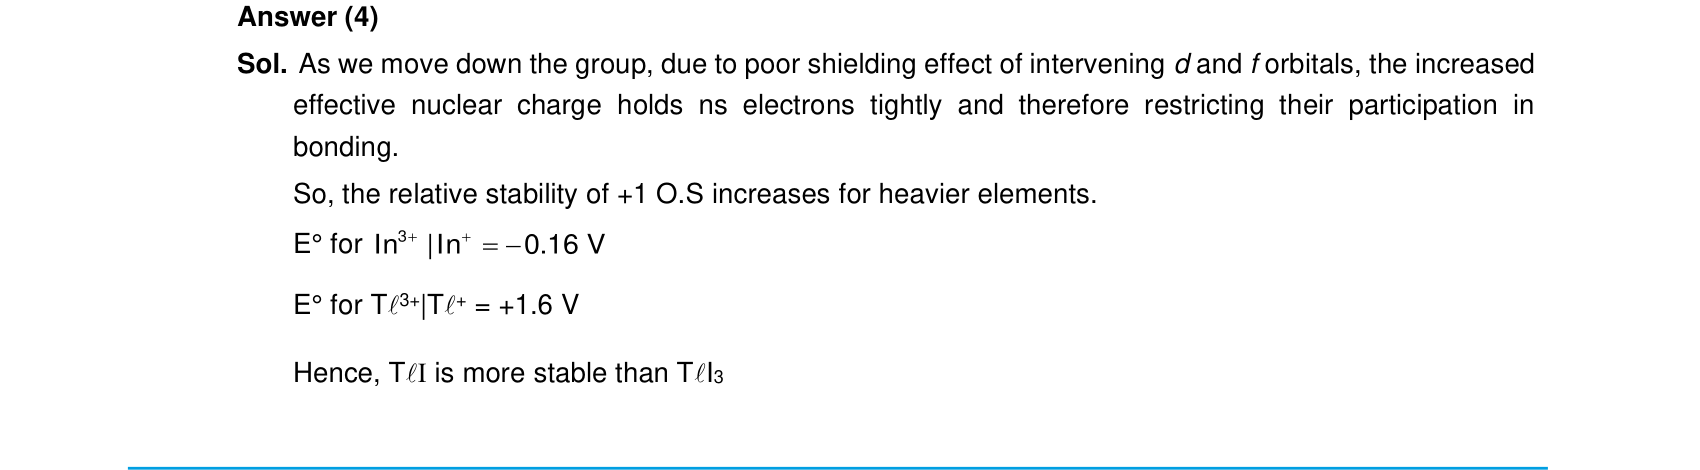 Answer (4)
Sol. As we move down the group, due to poor shielding effect of intervening d and f orbitals, the increased
effective nuclear charge holds ns electrons tightly and therefore restricting their participation in
bonding.
So, the relative stability of +1 O.S increases for heavier elements.
E° for In³⁺ |In⁺ = −0.16 V
E° for Tℓ³⁺|Tℓ⁺ = +1.6 V
Hence, TℓI is more stable than TℓI₃